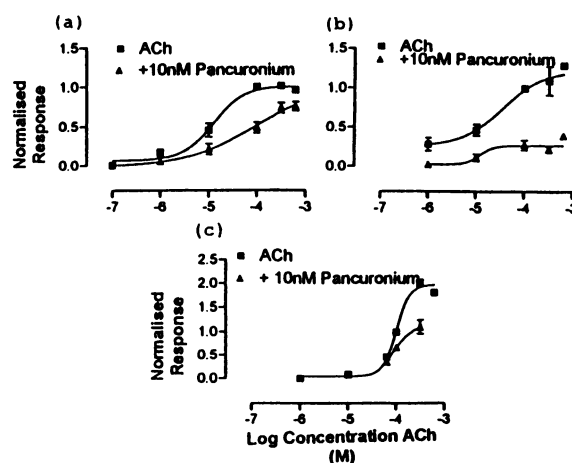 (a)
ACh
+10nM Pancuronium
Normalised
Response
1.5
1.0
0.5
0.0
-7 -6 -5 -4 -3
(b)
ACh
+10nM Pancuronium
1.5
1.0
0.5
0.0
-7 -6 -5 -4 -3
(c)
ACh
+ 10nM Pancuronium
Normalised
Response
2.5
2.0
1.5
1.0
0.5
0.0
-7 -6 -5 -4 -3
Log Concentration ACh
(M)